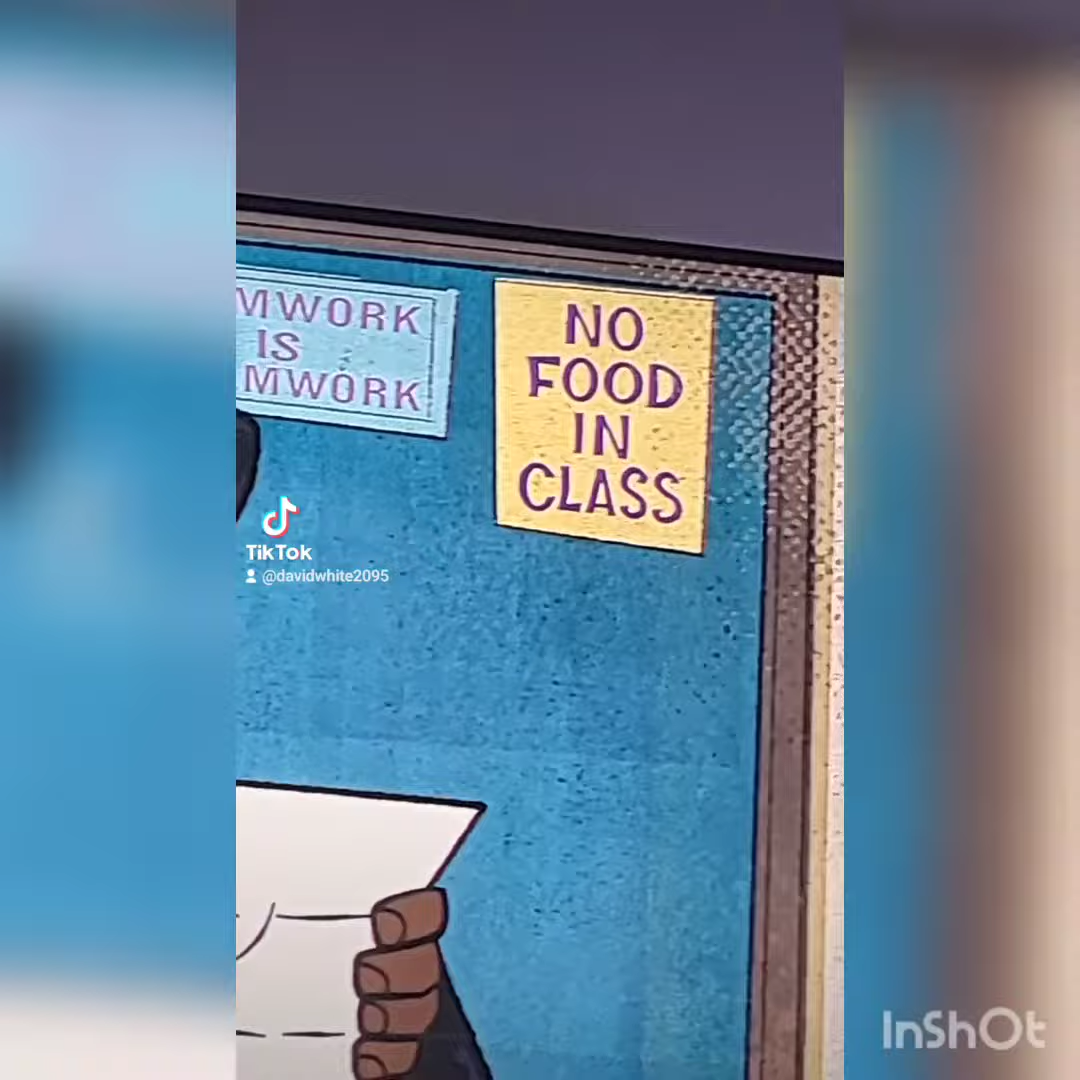 MWORK
IS
MWORK
NO
FOOD
IN
CLASS
TikTok
@davidwhite2095
InShOt